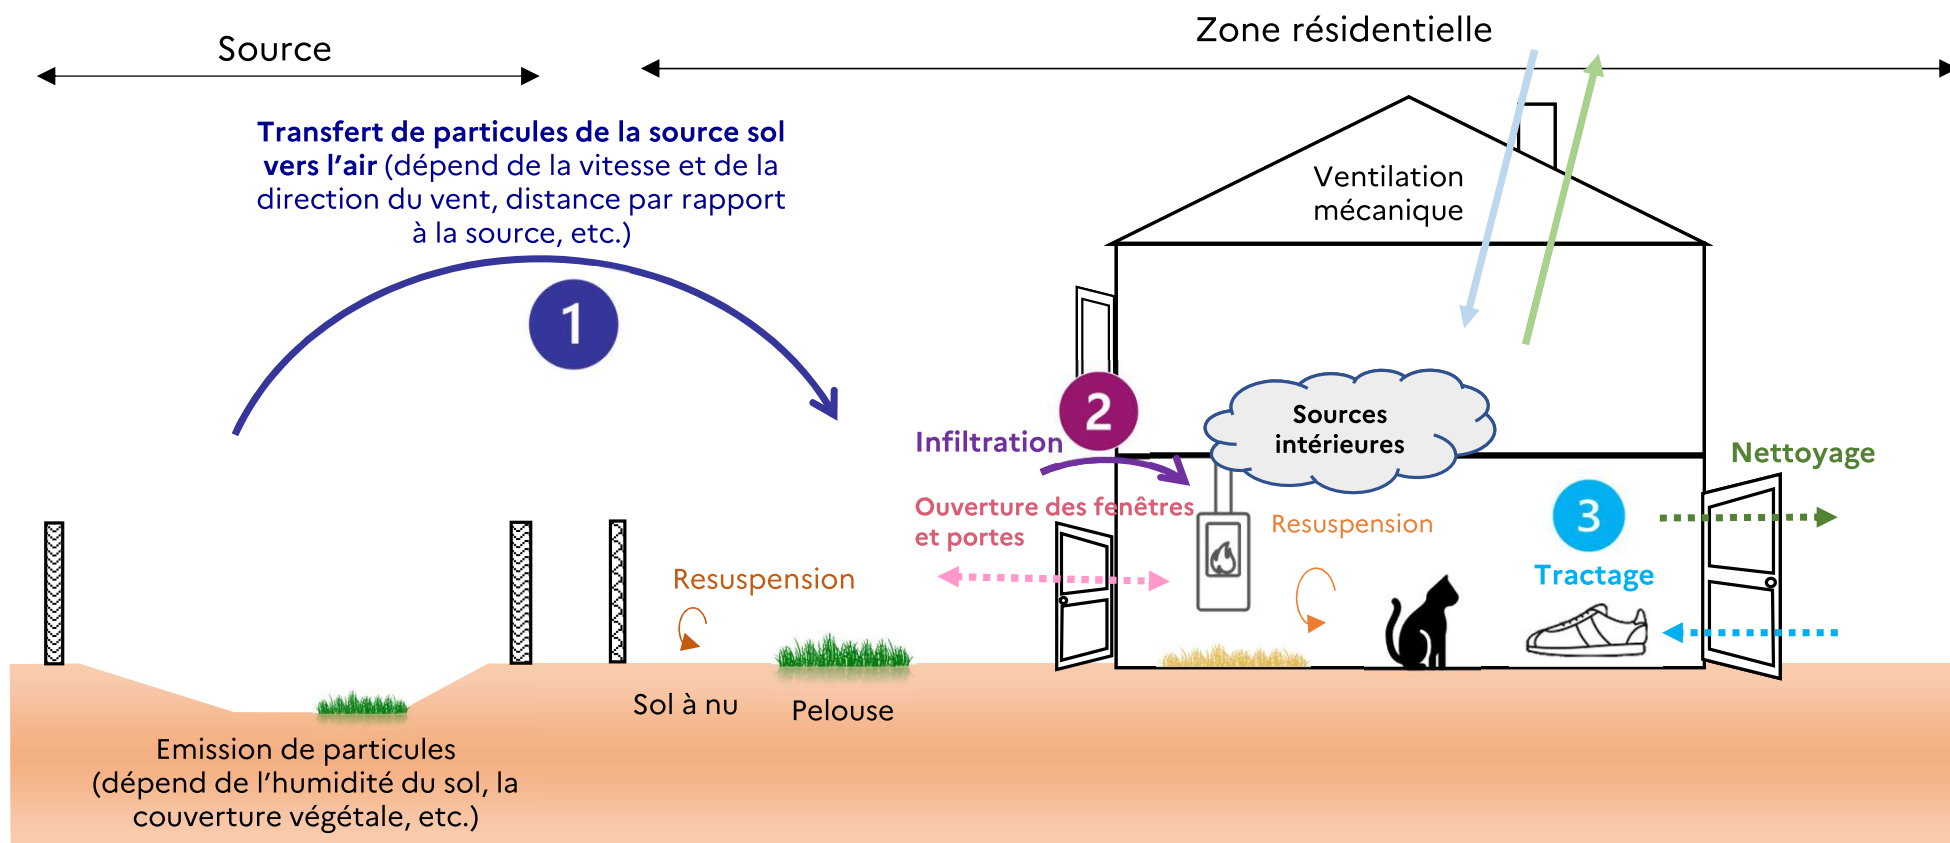 Source
Zone résidentielle
Transfert de particules de la source sol
vers l'air (dépend de la vitesse et de la
direction du vent, distance par rapport
à la source, etc.)
1
Ventilation
mécanique
2
Infiltration
Sources
intérieures
Nettoyage
Ouverture des fenêtres
et portes
Resuspension
3
Tractage
Resuspension
Sol à nu
Pelouse
Emission de particules
(dépend de l'humidité du sol, la
couverture végétale, etc.)